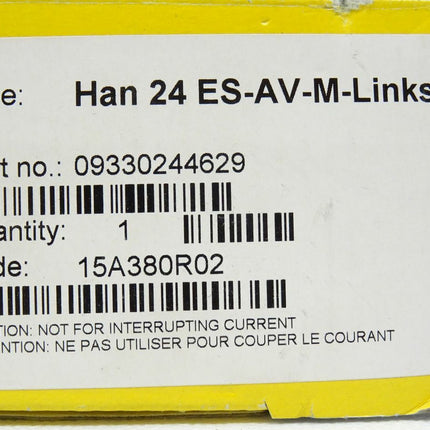 e: Han 24 ES-AV-M-Links
t no.: 09330244629
antity: 1
de: 15A380R02
TION: NOT FOR INTERRUPTING CURRENT
ENTION: NE PAS UTILISER POUR COUPER LE COURANT